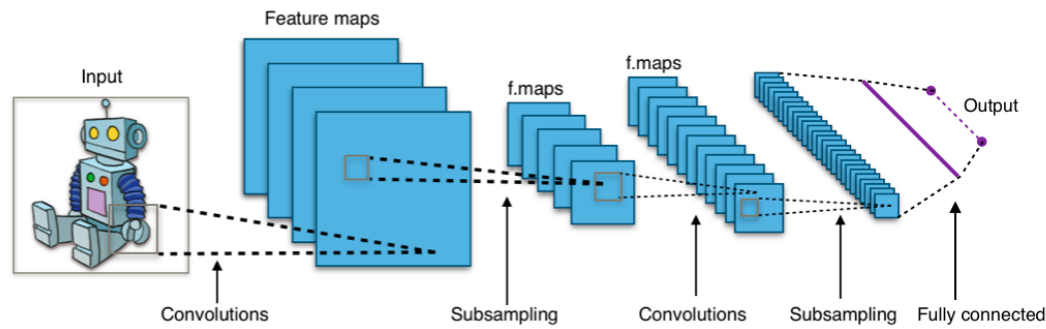 Feature maps
Input
f.maps
f.maps
Output
Convolutions
Subsampling
Convolutions
Subsampling
Fully connected